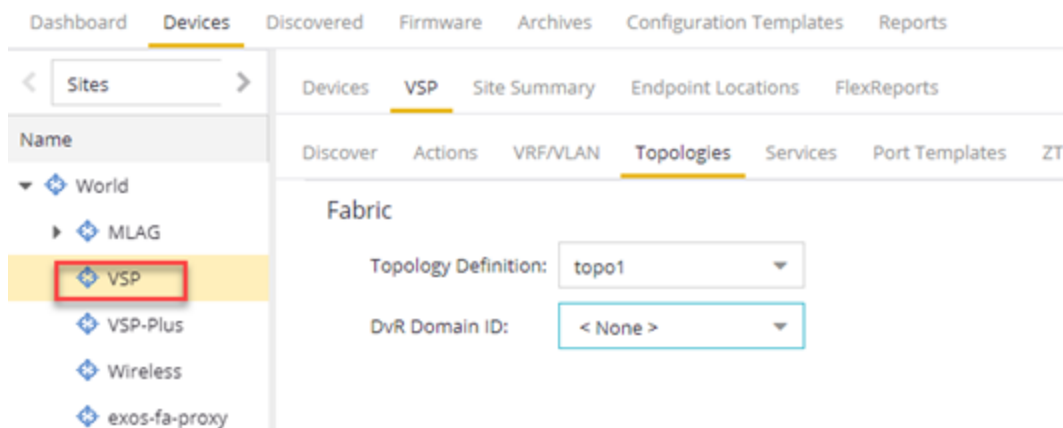 Dashboard Devices Discovered Firmware Archives Configuration Templates Reports
Sites
Devices VSP Site Summary Endpoint Locations FlexReports
Name
Discover Actions VRF/VLAN Topologies Services Port Templates ZT
World
MLAG
VSP
VSP-Plus
Wireless
exos-fa-proxy
Fabric
Topology Definition: topo1
DvR Domain ID: < None >